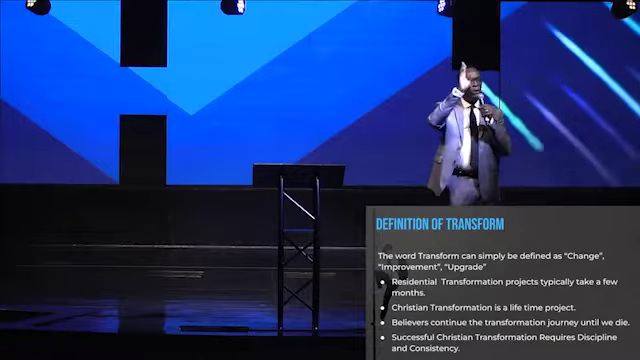 DEFINITION OF TRANSFORM
The word Transform can simply be defined as “Change”,
“Improvement”, “Upgrade”
● Residential Transformation projects typically take a few
months.
● Christian Transformation is a life time project.
● Believers continue the transformation journey until we die.
● Successful Christian Transformation Requires Discipline
and Consistency.